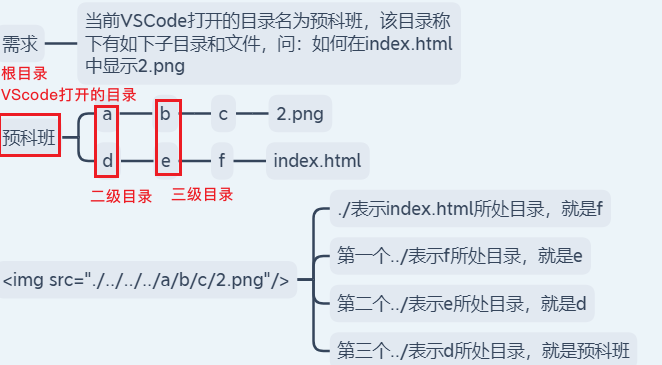 当前VSCode打开的目录名为预科班，该目录称
需求
下有如下子目录和文件，问：如何在index.html
中显示2.png
根目录
VScode打开的目录
a b c 2.png
预科班
d e f index.html
二级目录 三级目录
./表示index.html所处目录，就是f
第一个../表示f所处目录，就是e
<img src="./../../../a/b/c/2.png"/>
第二个../表示e所处目录，就是d
第三个../表示d所处目录，就是预科班